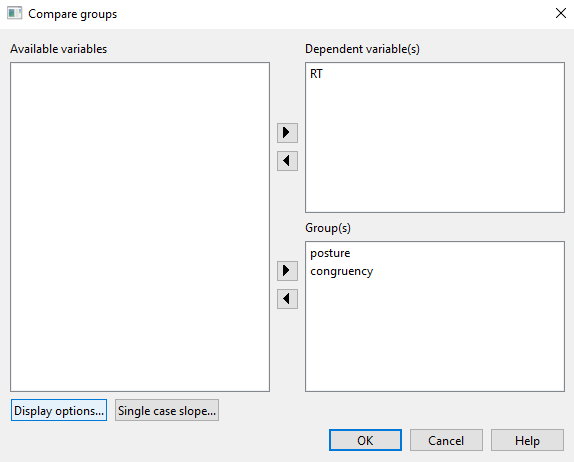 Compare groups
Available variables
Dependent variable(s)
RT
Group(s)
posture
congruency
Display options...
Single case slope...
OK
Cancel
Help